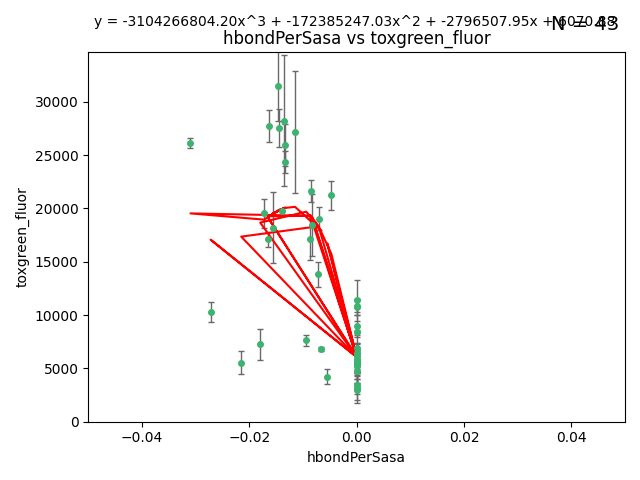 y = -3104266804.20x^3 + -172385247.03x^2 + -2796507.95x + 6070.88
N = 43
hbondPerSasa vs toxgreen_fluor
toxgreen_fluor
30000
25000
20000
15000
10000
5000
0
−0.04
−0.02
0.00
0.02
0.04
hbondPerSasa